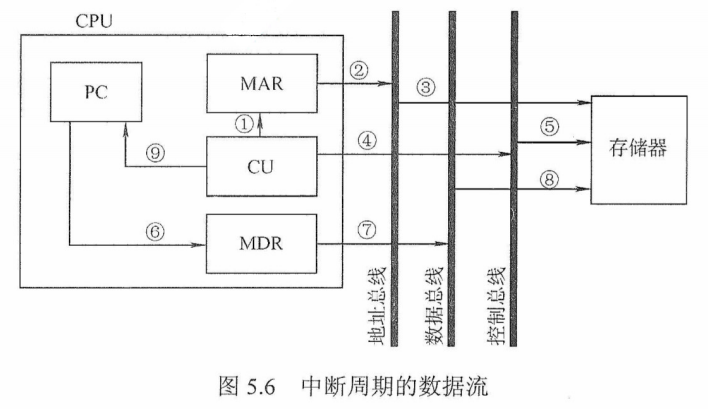 CPU
PC
MAR
②
③
①
⑨
CU
④
⑤
存储器
⑧
⑥
MDR
⑦
地址总线
数据总线
控制总线
图 5.6 中断周期的数据流